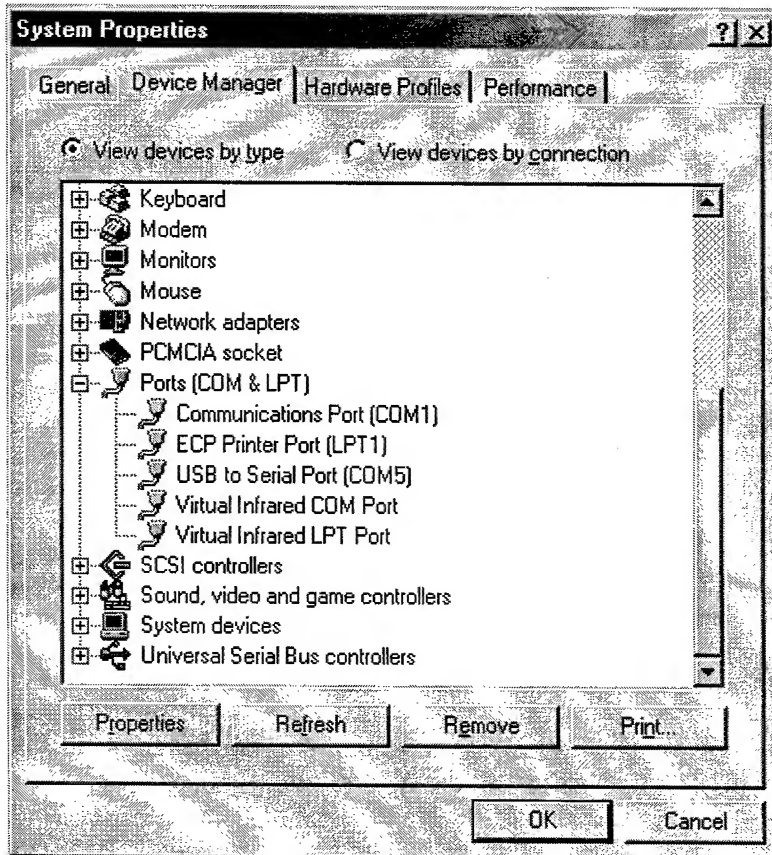 System Properties
General Device Manager Hardware Profiles Performance
View devices by type View devices by connection
Keyboard
Modem
Monitors
Mouse
Network adapters
PCMCIA socket
Ports (COM & LPT)
Communications Port (COM1)
ECP Printer Port (LPT1)
USB to Serial Port (COM5)
Virtual Infrared COM Port
Virtual Infrared LPT Port
SCSI controllers
Sound, video and game controllers
System devices
Universal Serial Bus controllers
Properties Refresh Remove Print...
OK Cancel